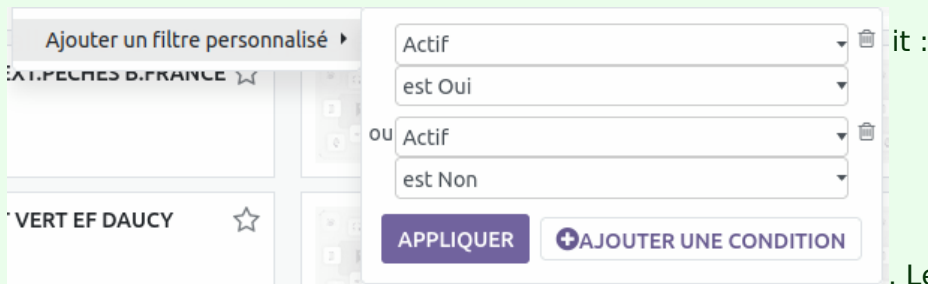 Ajouter un filtre personnalisé
Actif
it :
EXT.PECHES B.FRANCE
est Oui
ou Actif
est Non
VERT EF DAUCY
APPLIQUER
AJOUTER UNE CONDITION
. Le